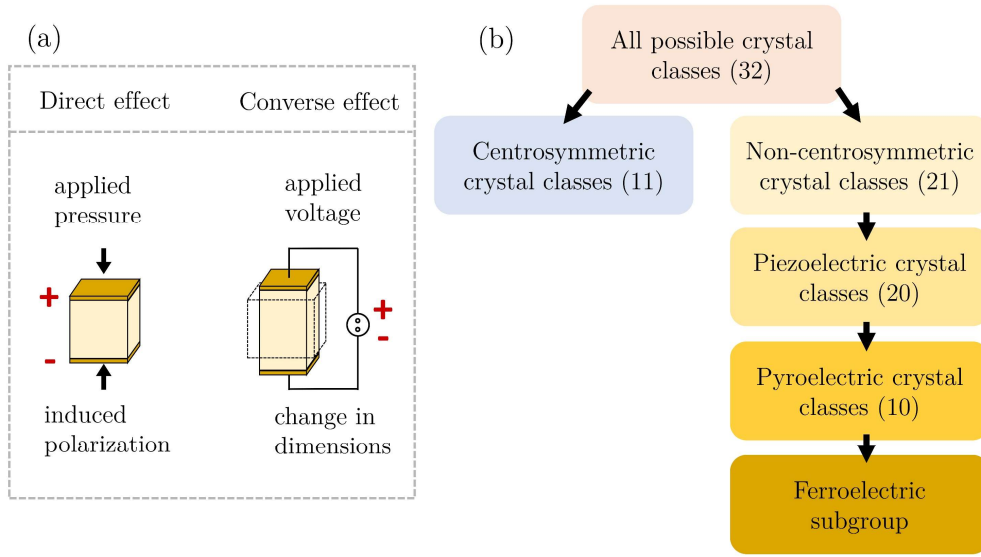 (a)
Direct effect
Converse effect
applied
pressure
+
-
induced
polarization
applied
voltage
+
-
change in
dimensions
(b)
All possible crystal
classes (32)
Centrosymmetric
crystal classes (11)
Non-centrosymmetric
crystal classes (21)
Piezoelectric crystal
classes (20)
Pyroelectric crystal
classes (10)
Ferroelectric
subgroup